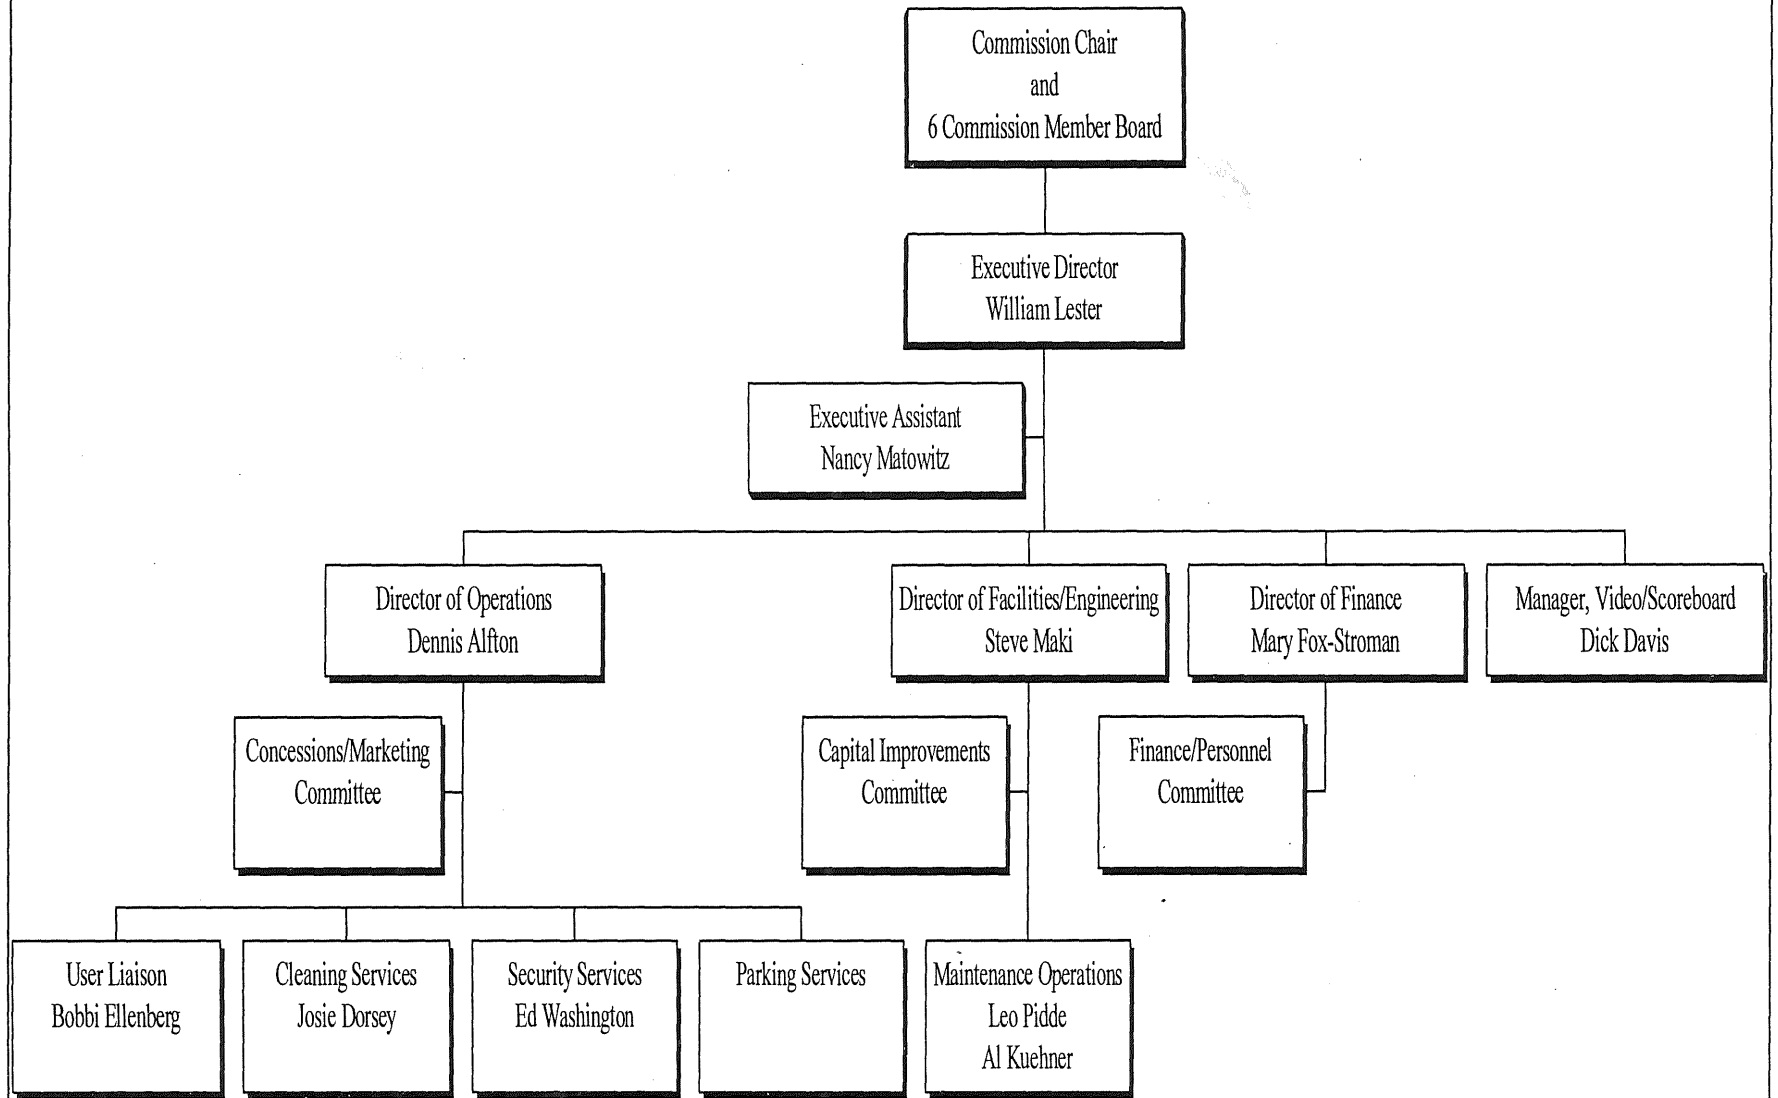 Commission Chair
and
6 Commission Member Board
Executive Director
William Lester
Executive Assistant
Nancy Matowitz
Director of Operations
Dennis Alfton
Director of Facilities/Engineering
Steve Maki
Director of Finance
Mary Fox-Stroman
Manager, Video/Scoreboard
Dick Davis
Concessions/Marketing
Committee
Capital Improvements
Committee
Finance/Personnel
Committee
User Liaison
Bobbi Ellenberg
Cleaning Services
Josie Dorsey
Security Services
Ed Washington
Parking Services
Maintenance Operations
Leo Pidde
Al Kuehner